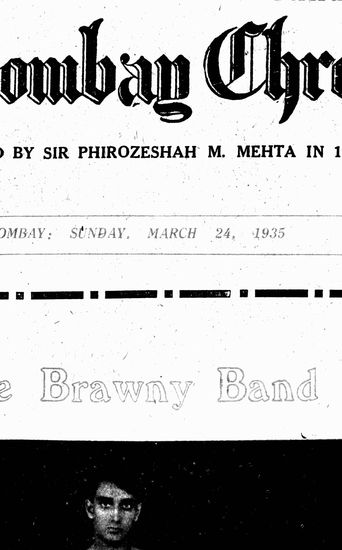 ombay Chr
BY SIR PHIROZESHAH M. MEHTA IN 1
OMBAY: SUNDAY, MARCH 24, 1935
e Brawny Band